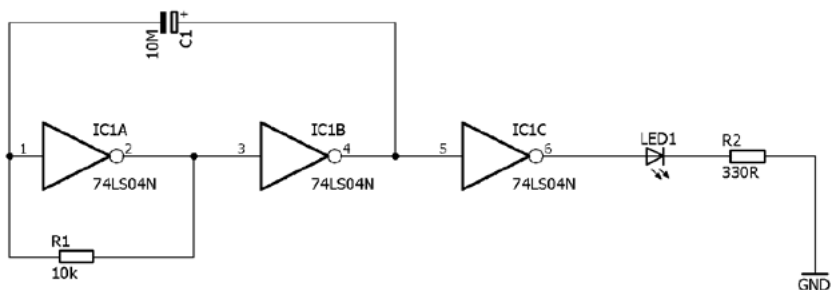 10M
C1
+
1
IC1A
2
74LS04N
3
IC1B
4
74LS04N
5
IC1C
6
74LS04N
LED1
R2
330R
R1
10k
GND